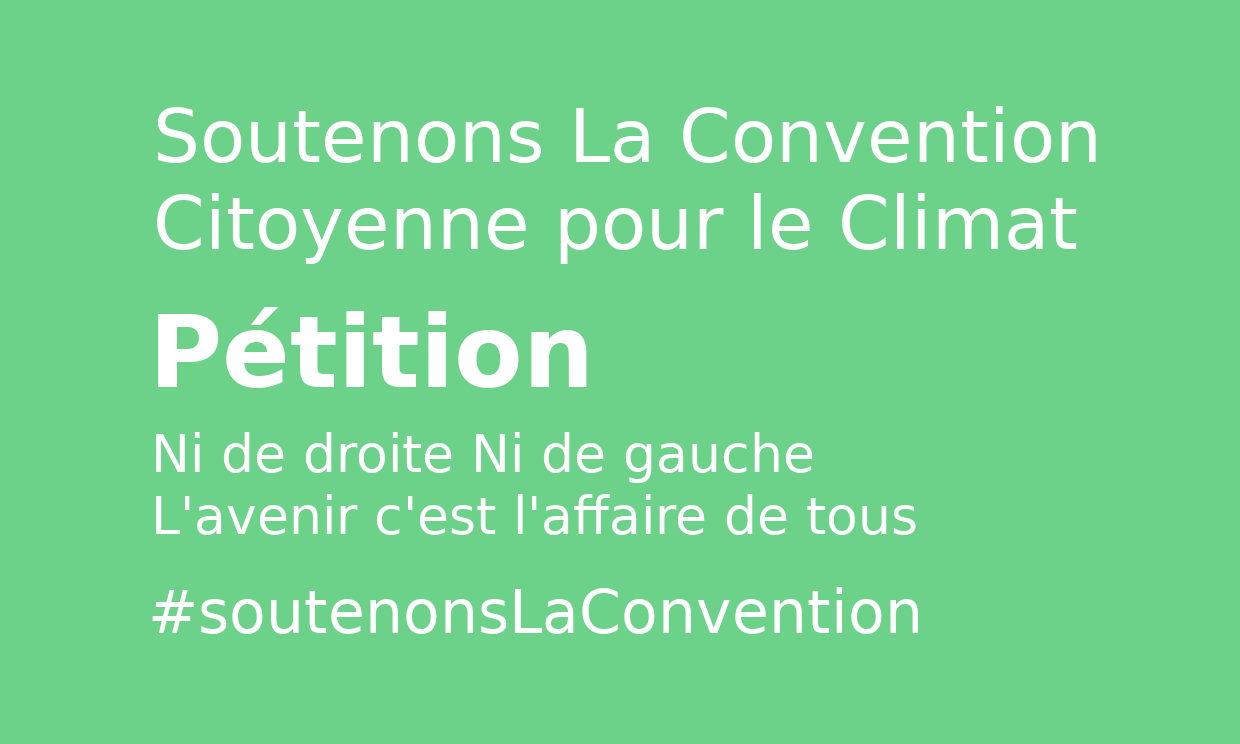 Soutenons La Convention
Citoyenne pour le Climat
Pétition
Ni de droite Ni de gauche
L'avenir c'est l'affaire de tous
#soutenonsLaConvention